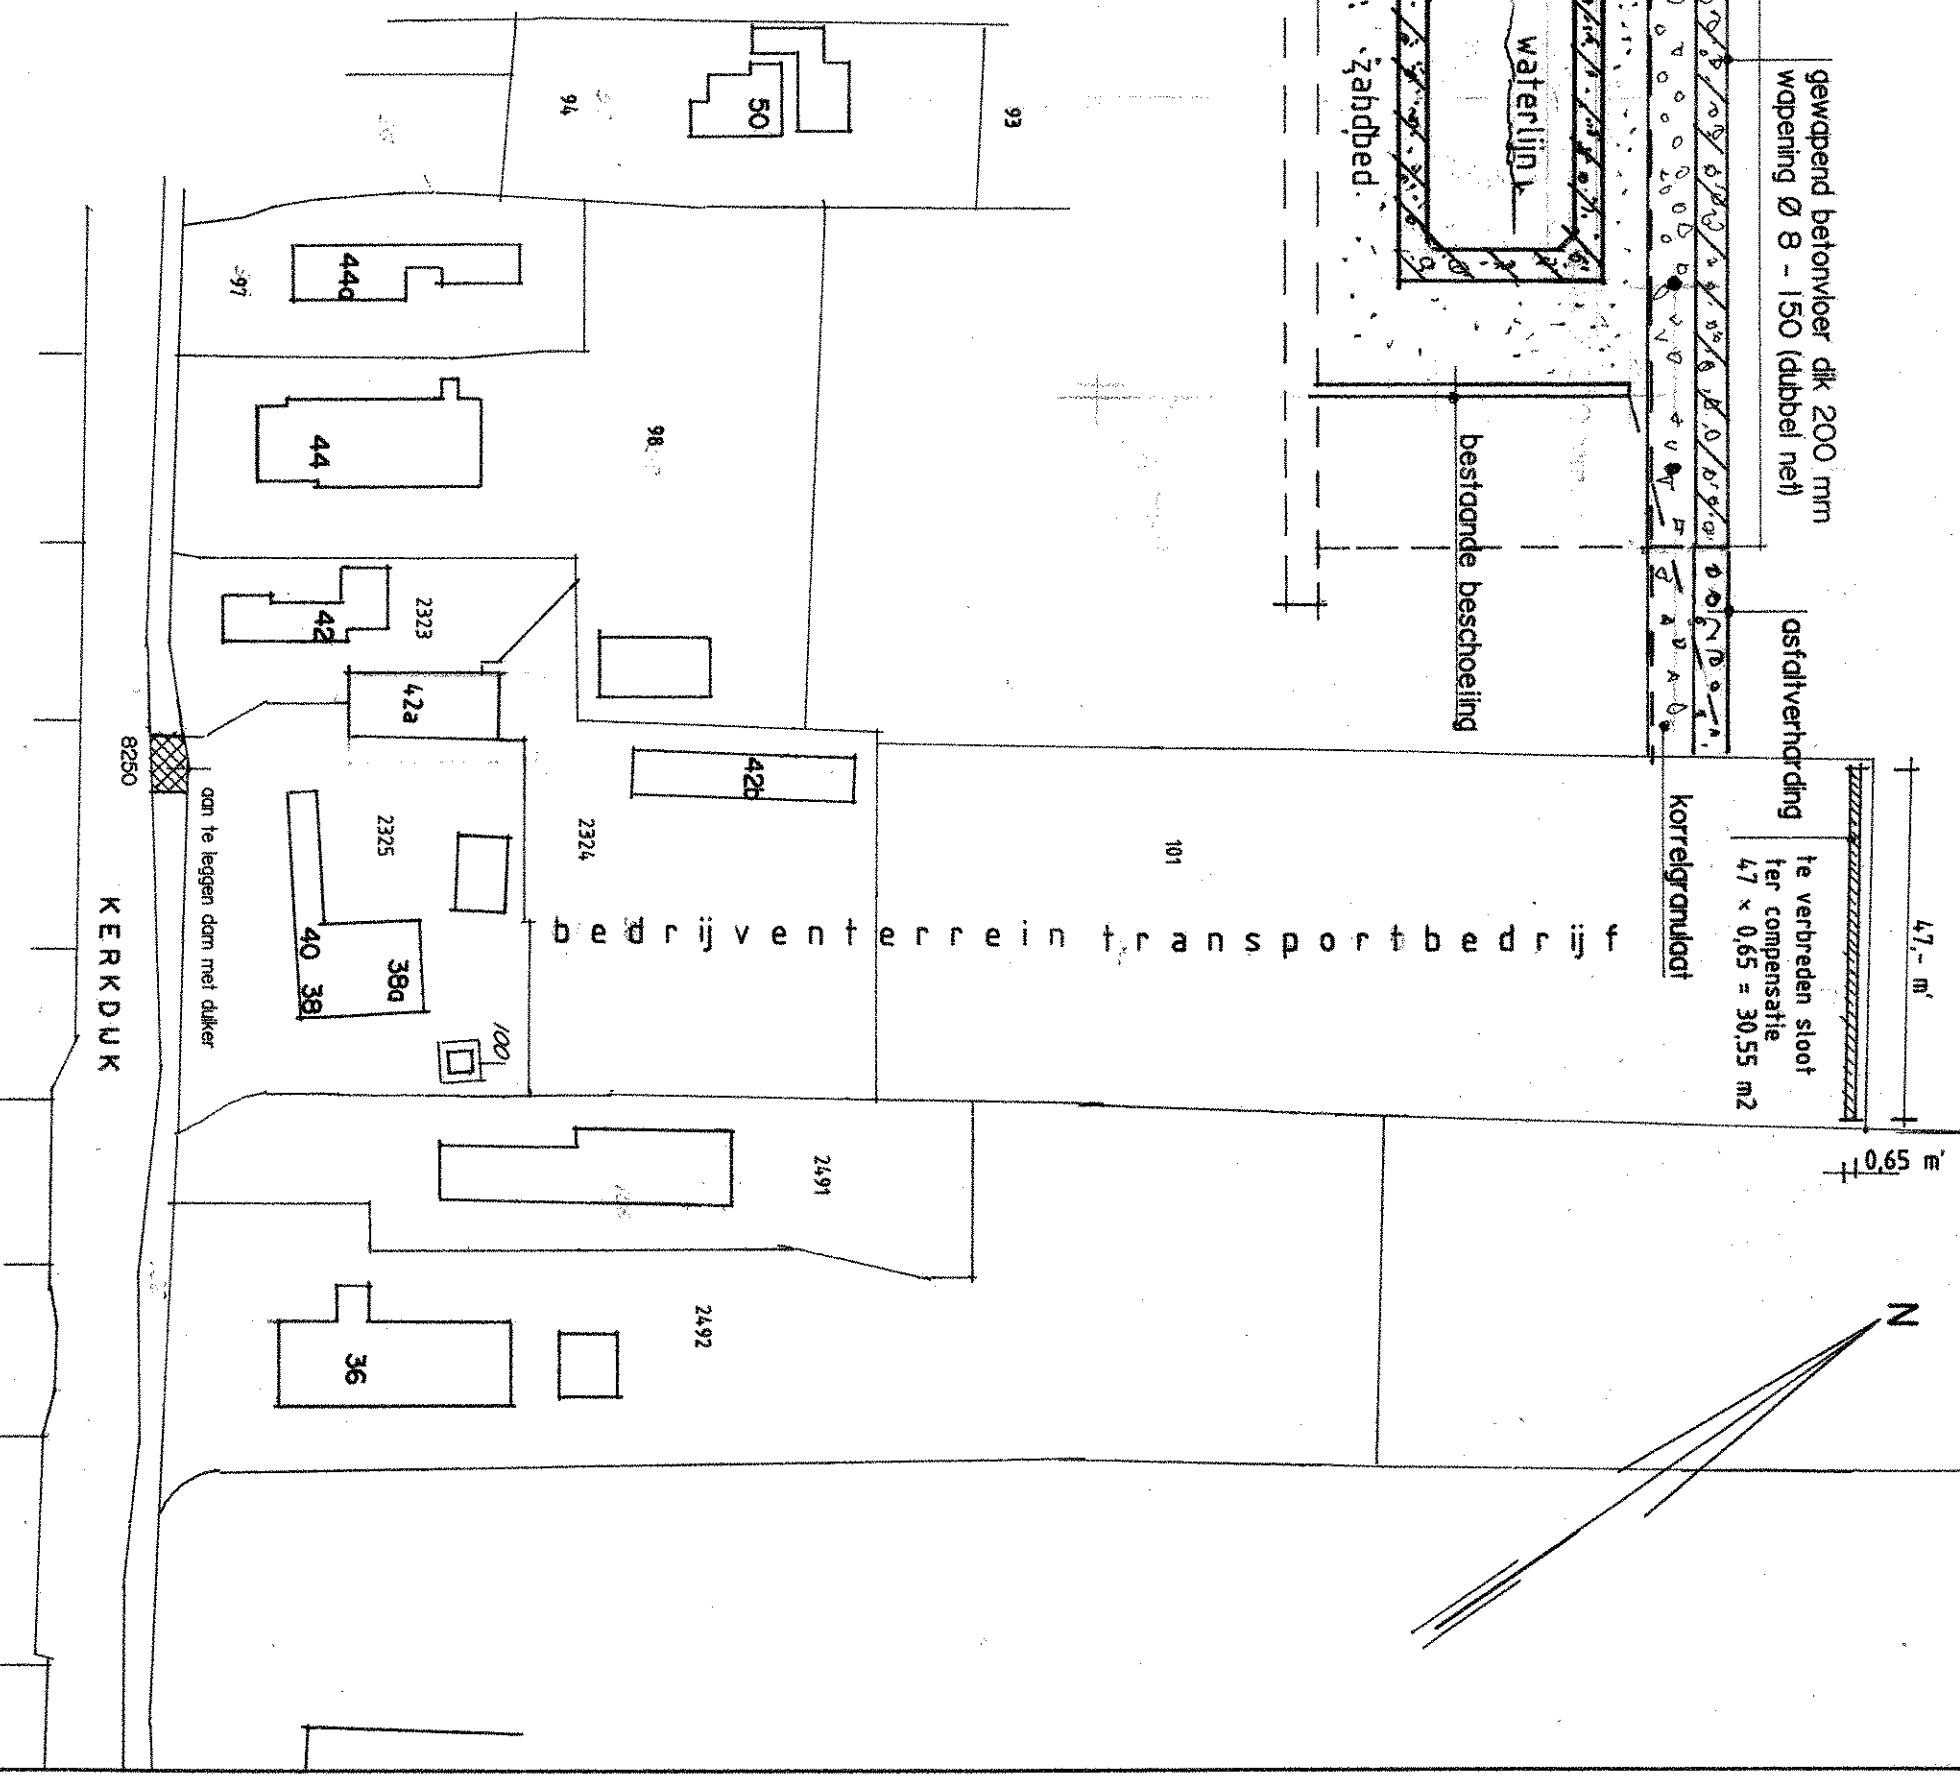 gewapend betonvloer dik 200 mm
wapening Ø 8 - 150 (dubbel net)
asfaltverharding
korrelgranulaat
waterlijn
zandbed
bestaande beschoeiing
47,- m'
te verbreden sloot
ter compensatie
47 x 0,65 = 30,55 m2
0,65 m'
N
93
94
50
97
44a
98
44
2323
42
42a
42b
2324
2325
101
bedrijventerrein transportbedrijf
40
38
38a
100
2491
2492
36
8250
aan te leggen dam met duiker
KERKDIJK